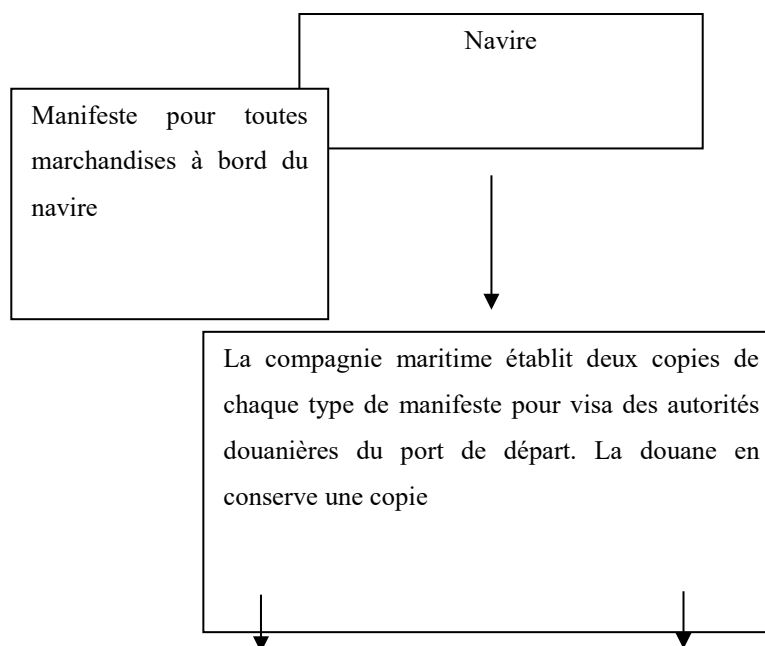 Navire
Manifeste pour toutes
marchandises à bord du
navire
La compagnie maritime établit deux copies de
chaque type de manifeste pour visa des autorités
douanières du port de départ. La douane en
conserve une copie